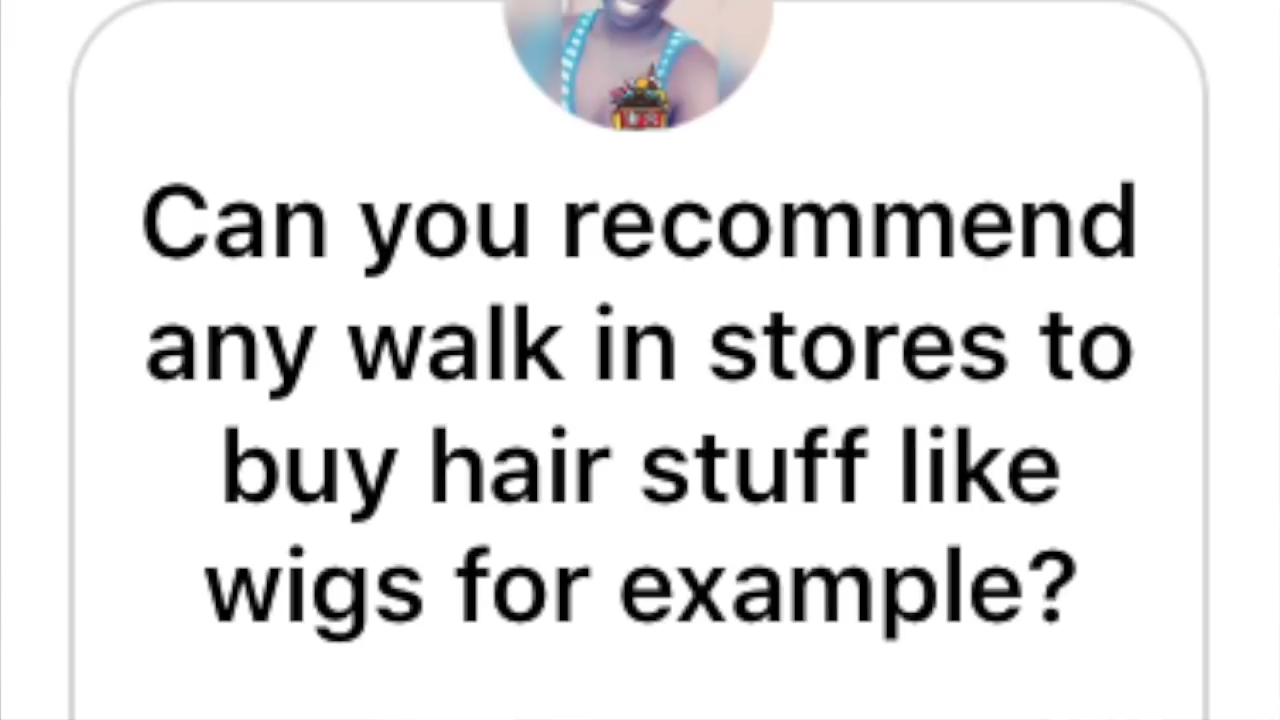 Can you recommend
any walk in stores to
buy hair stuff like
wigs for example?